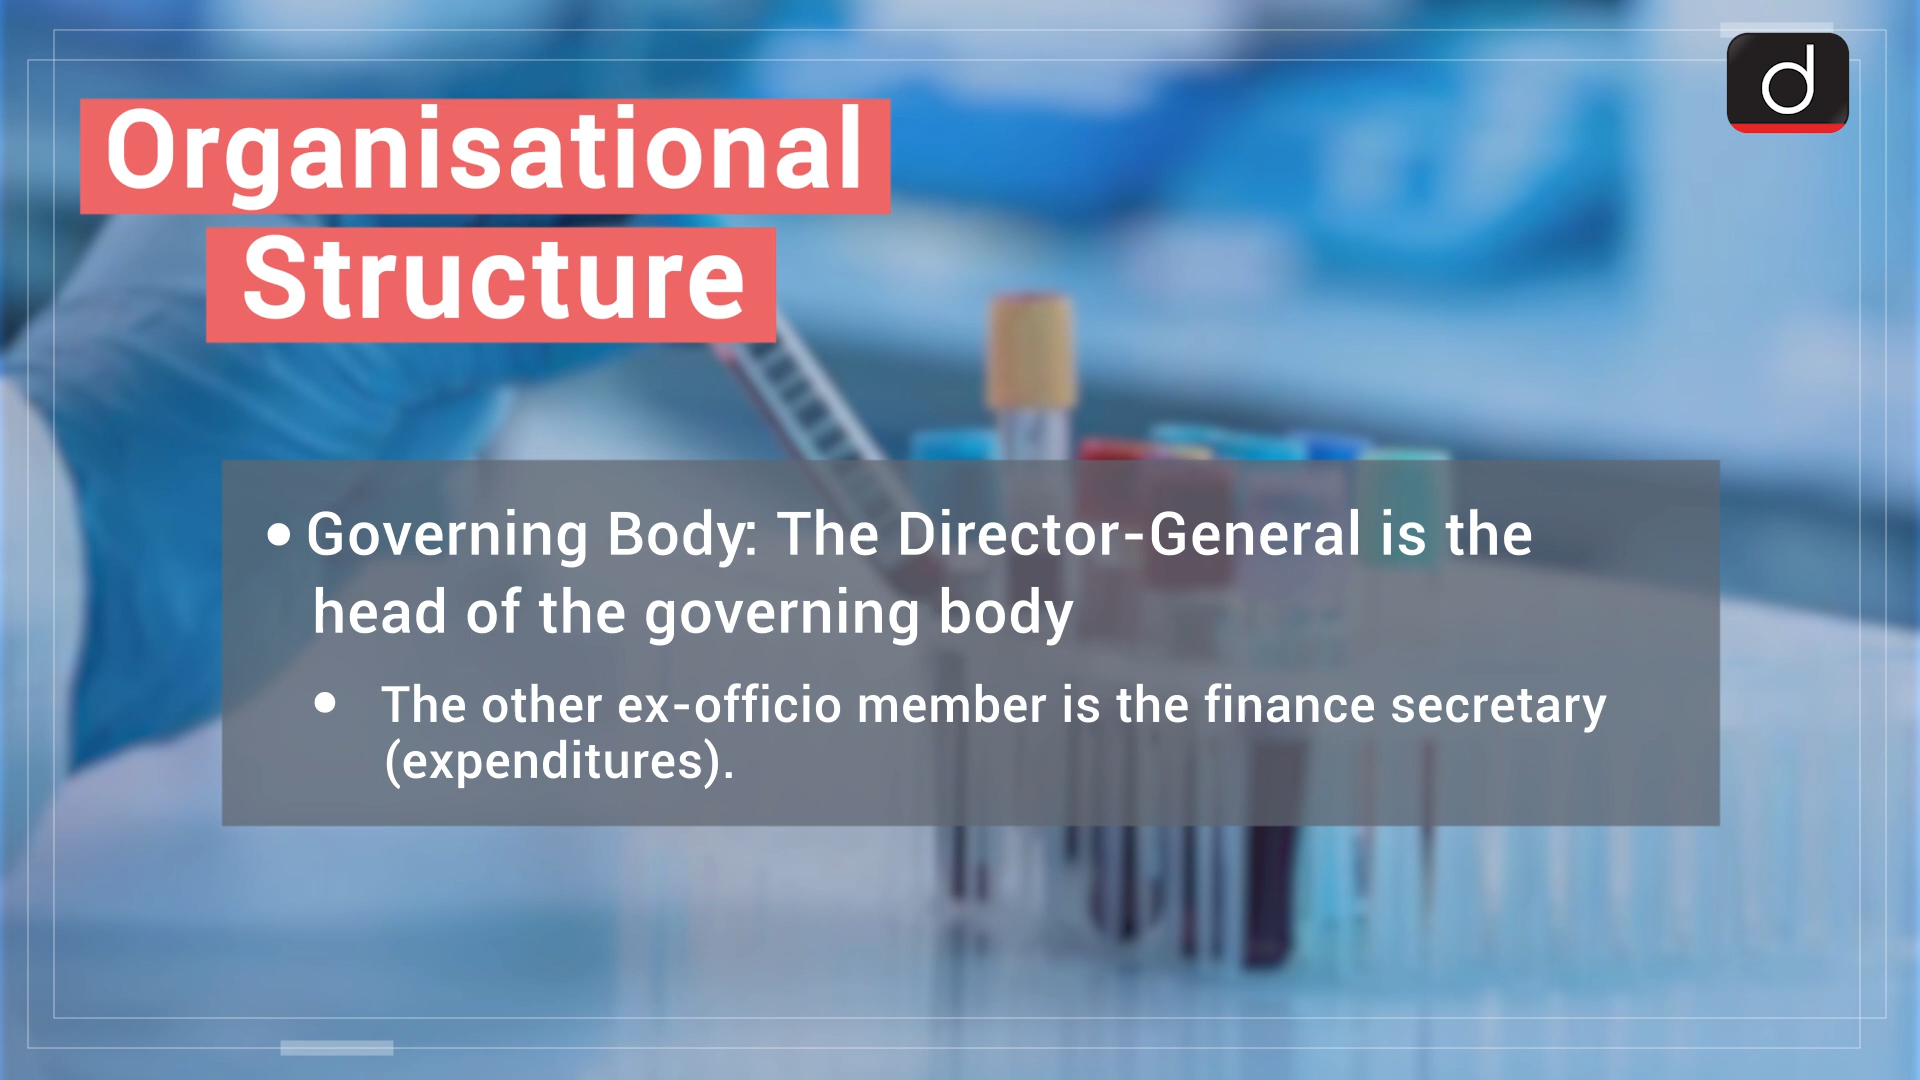 Organisational
Structure
d
• Governing Body: The Director-General is the
head of the governing body
• The other ex-officio member is the finance secretary
(expenditures).